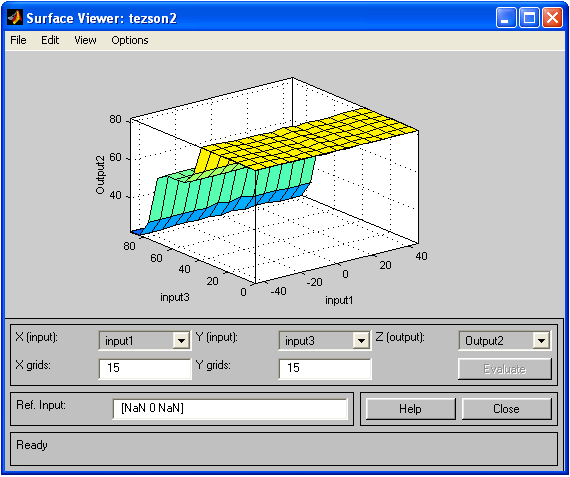 Surface Viewer: tezson2
File Edit View Options
80
60
40
Output2
80
60
40
20
0
input3
-40
-20
0
20
40
input1
X (input): input1 Y (input): input3 Z (output): Output2
X grids: 15 Y grids: 15 Evaluate
Ref. Input: [NaN 0 NaN] Help Close
Ready